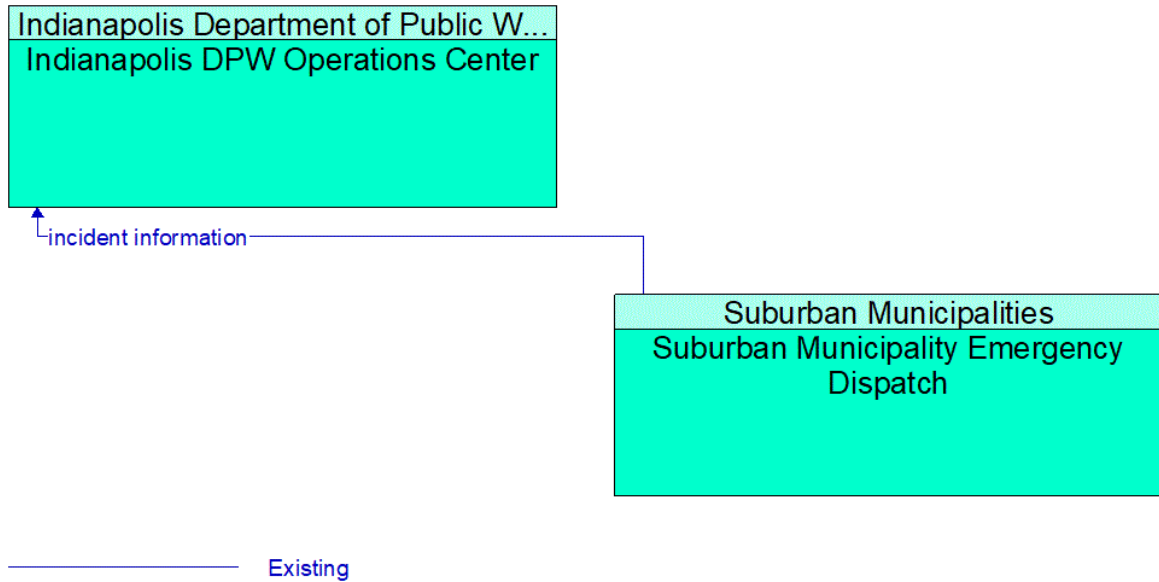 Indianapolis Department of Public W...
Indianapolis DPW Operations Center
incident information
Suburban Municipalities
Suburban Municipality Emergency
Dispatch
Existing